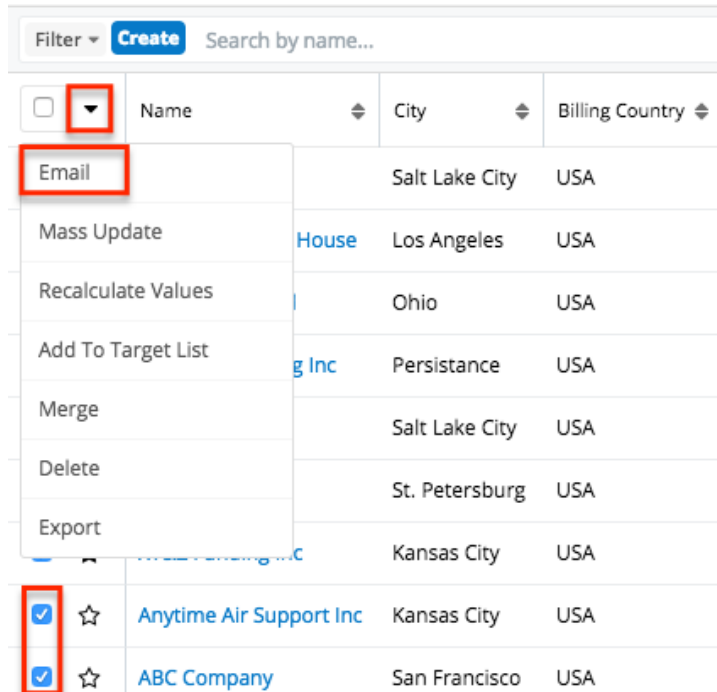 Filter Create Search by name...
Name City Billing Country
Email Salt Lake City USA
Mass Update House Los Angeles USA
Recalculate Values Ohio USA
Add To Target List g Inc Persistance USA
Merge Salt Lake City USA
Delete St. Petersburg USA
Export Kansas City USA
Anytime Air Support Inc Kansas City USA
ABC Company San Francisco USA